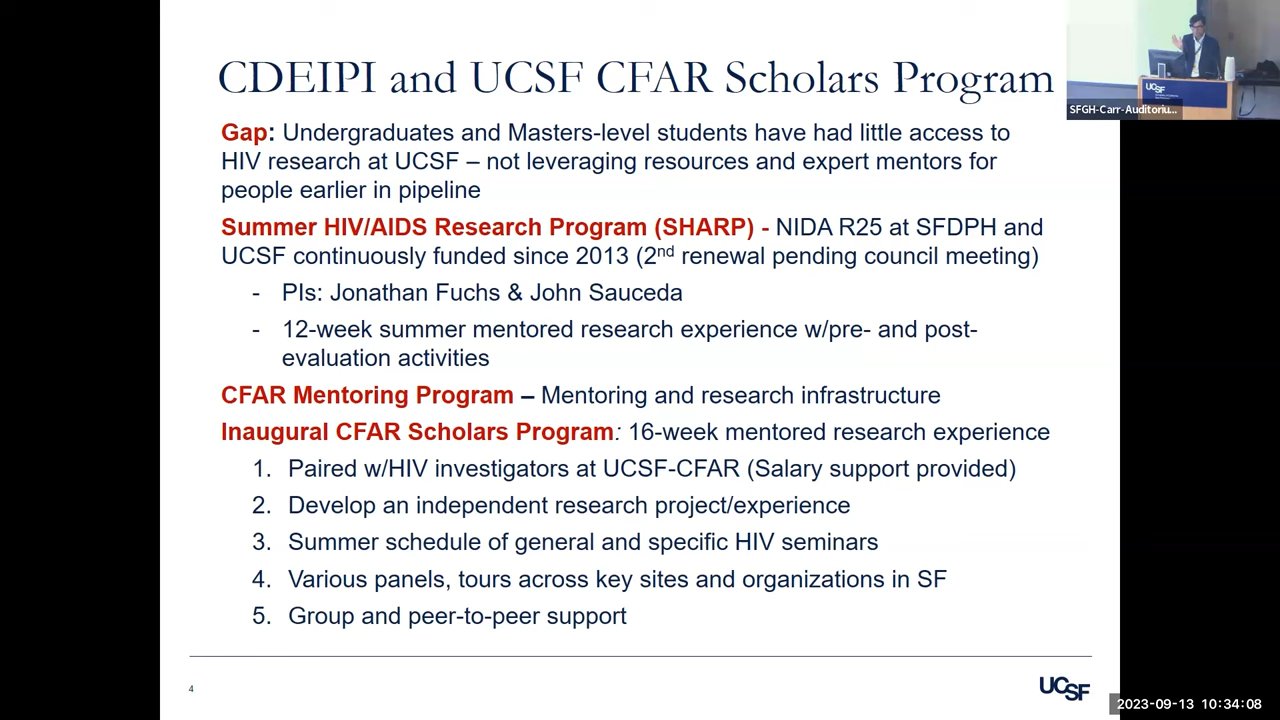 CDEIPI and UCSF CFAR Scholars Program
Gap: Undergraduates and Masters-level students have had little access to
HIV research at UCSF – not leveraging resources and expert mentors for
people earlier in pipeline
Summer HIV/AIDS Research Program (SHARP) - NIDA R25 at SFDPH and
UCSF continuously funded since 2013 (2nd renewal pending council meeting)
- PIs: Jonathan Fuchs & John Sauceda
- 12-week summer mentored research experience w/pre- and post-
evaluation activities
CFAR Mentoring Program – Mentoring and research infrastructure
Inaugural CFAR Scholars Program: 16-week mentored research experience
1. Paired w/HIV investigators at UCSF-CFAR (Salary support provided)
2. Develop an independent research project/experience
3. Summer schedule of general and specific HIV seminars
4. Various panels, tours across key sites and organizations in SF
5. Group and peer-to-peer support
4
UCSF
UCSF
SFGH-Carr-Auditoriu...
2023-09-13 10:34:08